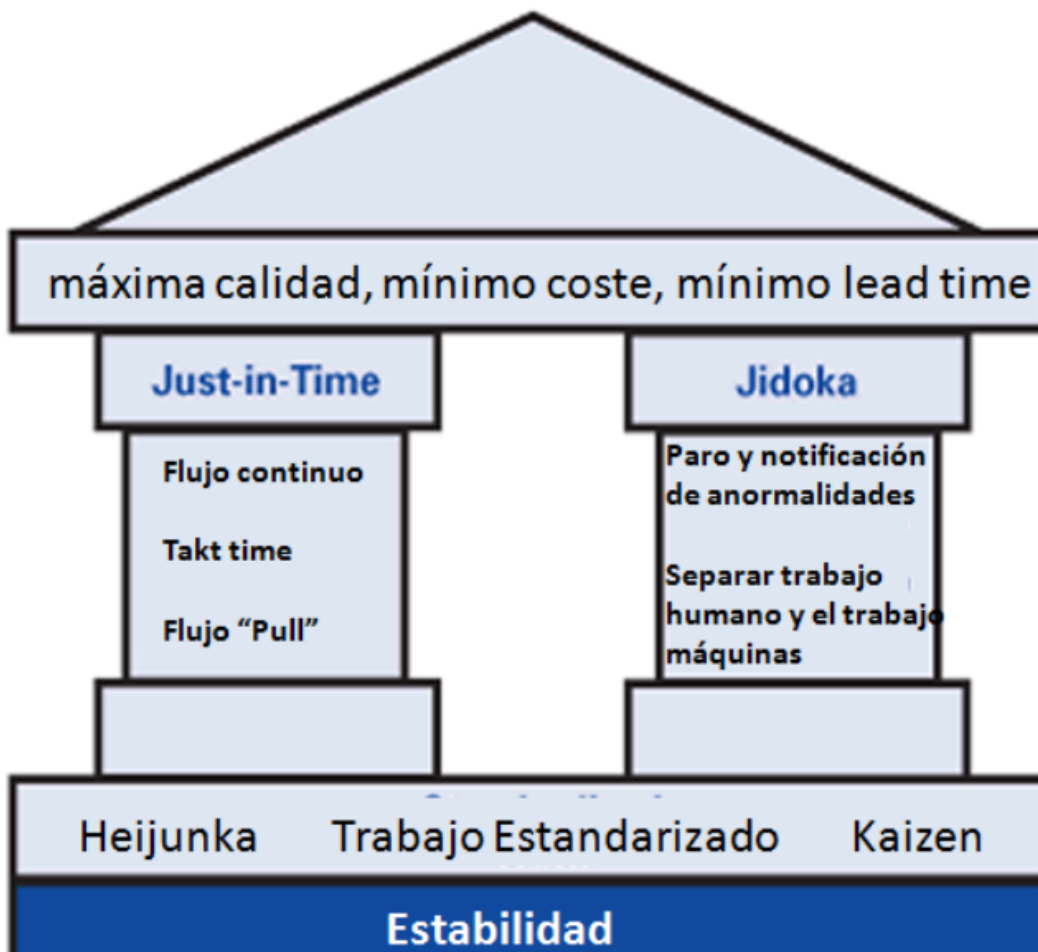 máxima calidad, mínimo coste, mínimo lead time
Just-in-Time
Flujo continuo
Takt time
Flujo “Pull”
Jidoka
Paro y notificación
de anormalidades
Separar trabajo
humano y el trabajo
máquinas
Heijunka Trabajo Estandarizado Kaizen
Estabilidad